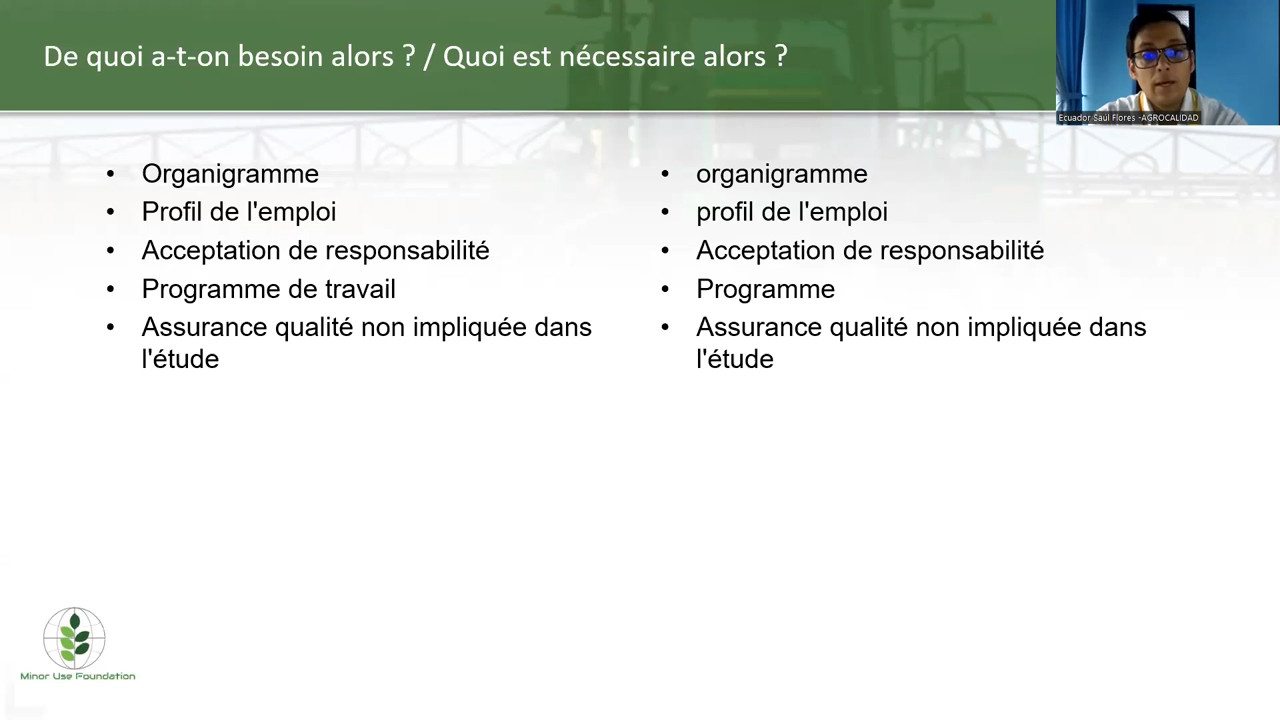 De quoi a-t-on besoin alors ? / Quoi est nécessaire alors ?
Ecuador Saul Flores -AGROCALIDAD
• Organigramme
• Profil de l'emploi
• Acceptation de responsabilité
• Programme de travail
• Assurance qualité non impliquée dans
l'étude
• organigramme
• profil de l'emploi
• Acceptation de responsabilité
• Programme
• Assurance qualité non impliquée dans
l'étude
Minor Use Foundation